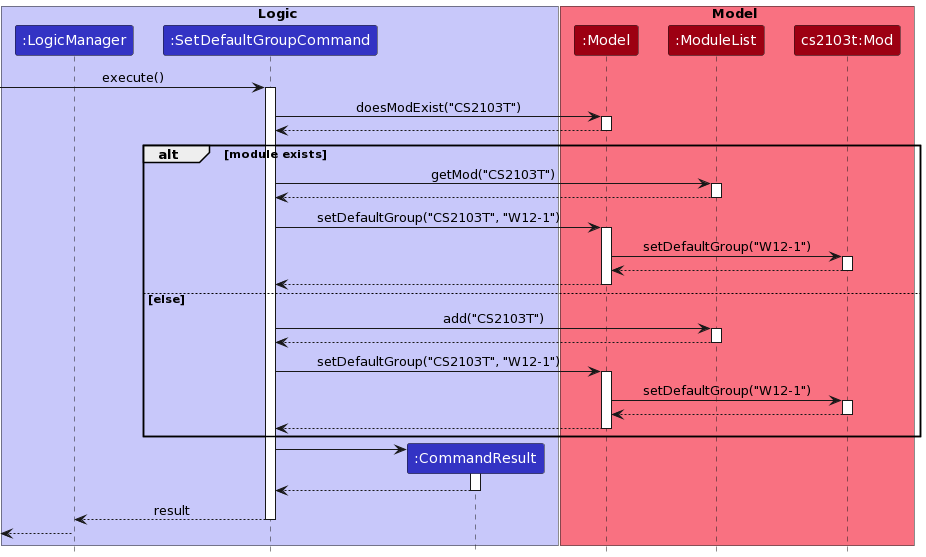 Logic
Model
:LogicManager
:SetDefaultGroupCommand
:Model
:ModuleList
cs2103t:Mod
execute()
doesModExist("CS2103T")
alt
[module exists]
getMod("CS2103T")
setDefaultGroup("CS2103T", "W12-1")
setDefaultGroup("W12-1")
[else]
add("CS2103T")
setDefaultGroup("CS2103T", "W12-1")
setDefaultGroup("W12-1")
:CommandResult
result